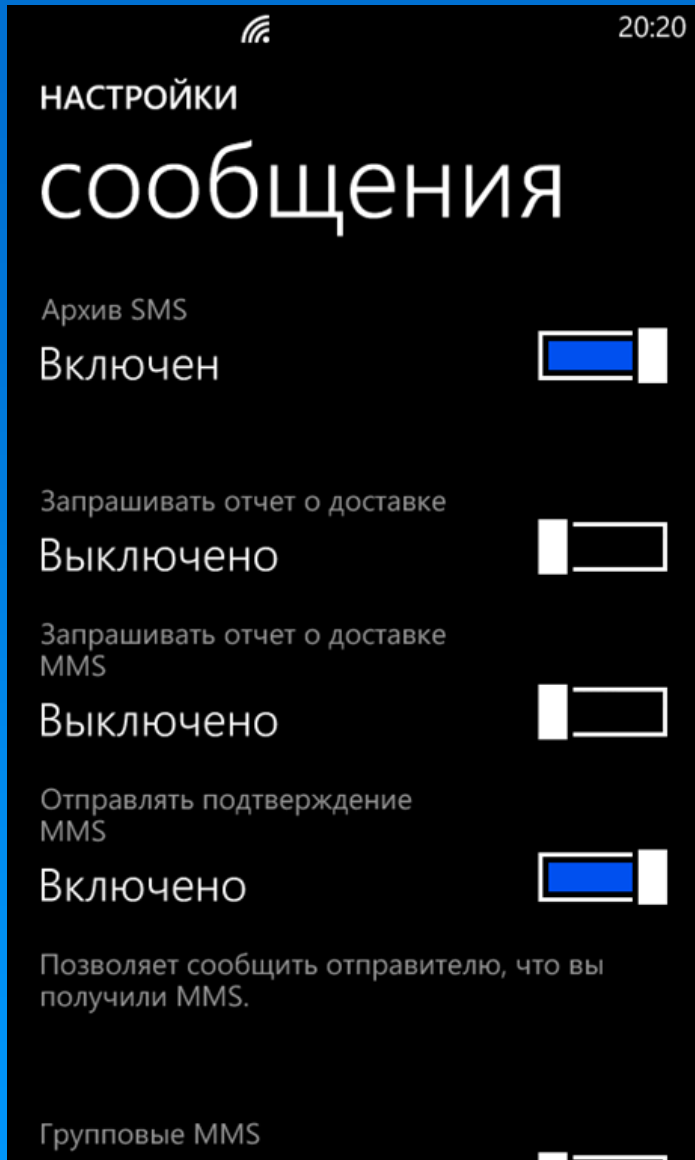 20:20
НАСТРОЙКИ
сообщения
Архив SMS
Включен
Запрашивать отчет о доставке
Выключено
Запрашивать отчет о доставке
MMS
Выключено
Отправлять подтверждение
MMS
Включено
Позволяет сообщить отправителю, что вы
получили MMS.
Групповые MMS